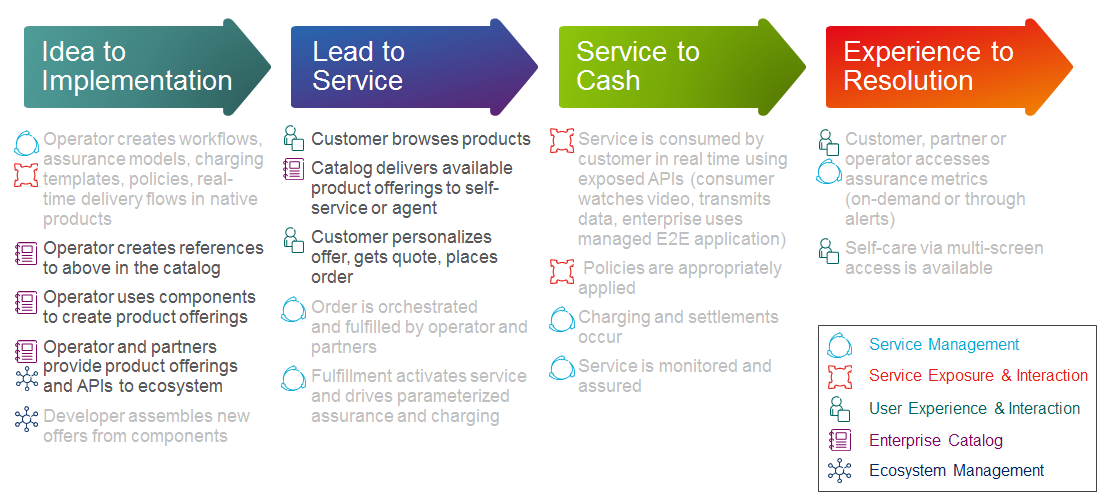 Idea to
Implementation
Operator creates workflows,
assurance models, charging
templates, policies, real-
time delivery flows in native
products
Operator creates references
to above in the catalog
Operator uses components
to create product offerings
Operator and partners
provide product offerings
and APIs to ecosystem
Developer assembles new
offers from components
Lead to
Service
Customer browses products
Catalog delivers available
product offerings to self-
service or agent
Customer personalizes
offer, gets quote, places
order
Order is orchestrated
and fulfilled by operator and
partners
Fulfillment activates service
and drives parameterized
assurance and charging
Service to
Cash
Service is consumed by
customer in real time using
exposed APIs (consumer
watches video, transmits
data, enterprise uses
managed E2E application)
Policies are appropriately
applied
Charging and settlements
occur
Service is monitored and
assured
Experience to
Resolution
Customer, partner or
operator accesses
assurance metrics
(on-demand or through
alerts)
Self-care via multi-screen
access is available
Service Management
Service Exposure & Interaction
User Experience & Interaction
Enterprise Catalog
Ecosystem Management